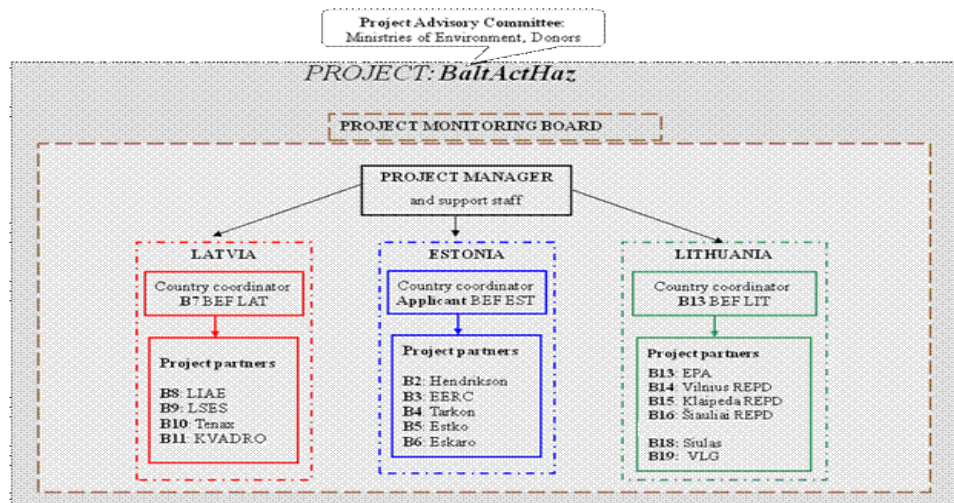 Project Advisory Committee:
Ministries of Environment, Donors
PROJECT: BaltActHaz
PROJECT MONITORING BOARD
PROJECT MANAGER
and support staff
LATVIA
Country coordinator
B7 BEF LAT
Project partners
B8: LIAE
B9: LSES
B10: Tenax
B11: KVADRO
ESTONIA
Country coordinator
Applicant BEF EST
Project partners
B2: Hendrikson
B3: EERC
B4: Tarkon
B5: Estko
B6: Eskaro
LITHUANIA
Country coordinator
B13 BEF LIT
Project partners
B13: EPA
B14: Vilnius REPD
B15: Klaipeda REPD
B16: Šiauliai REPD
B18: Siulas
B19: VLG